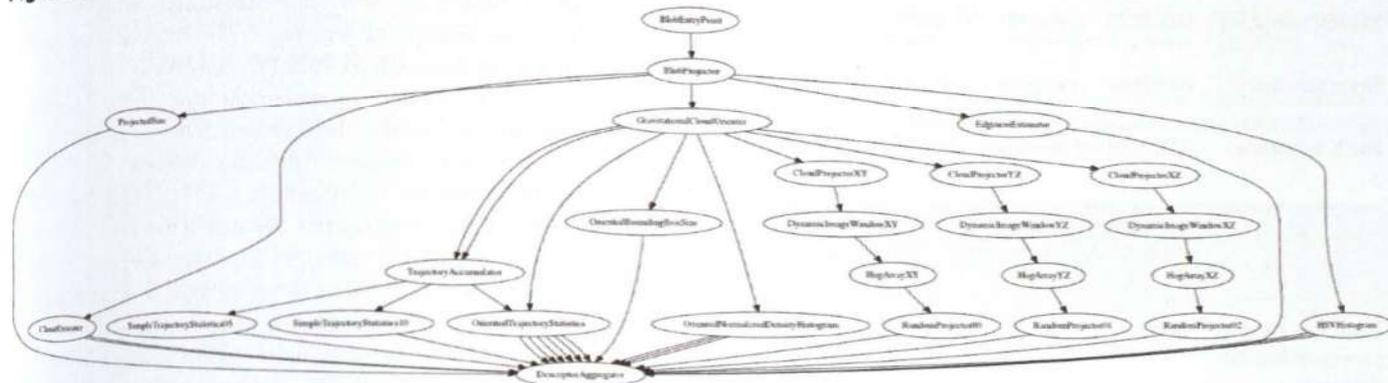 BlobEntryPoint
BlobProjector
ProjectedSize
GravitationalCloudOrienter
EdginessEstimator
CloudProjectorXY
CloudProjectorYZ
CloudProjectorXZ
OrientedBoundingBoxSize
DynamicImageWindowXY
DynamicImageWindowYZ
DynamicImageWindowXZ
TrajectoryAccumulator
HogArrayXY
HogArrayYZ
HogArrayXZ
SimpleTrajectoryStatistics05
SimpleTrajectoryStatistics10
OrientedTrajectoryStatistics
OrientedNormalizedDensityHistogram
RandomProjector00
RandomProjector01
RandomProjector02
HSVHistogram
DescriptorAggregator